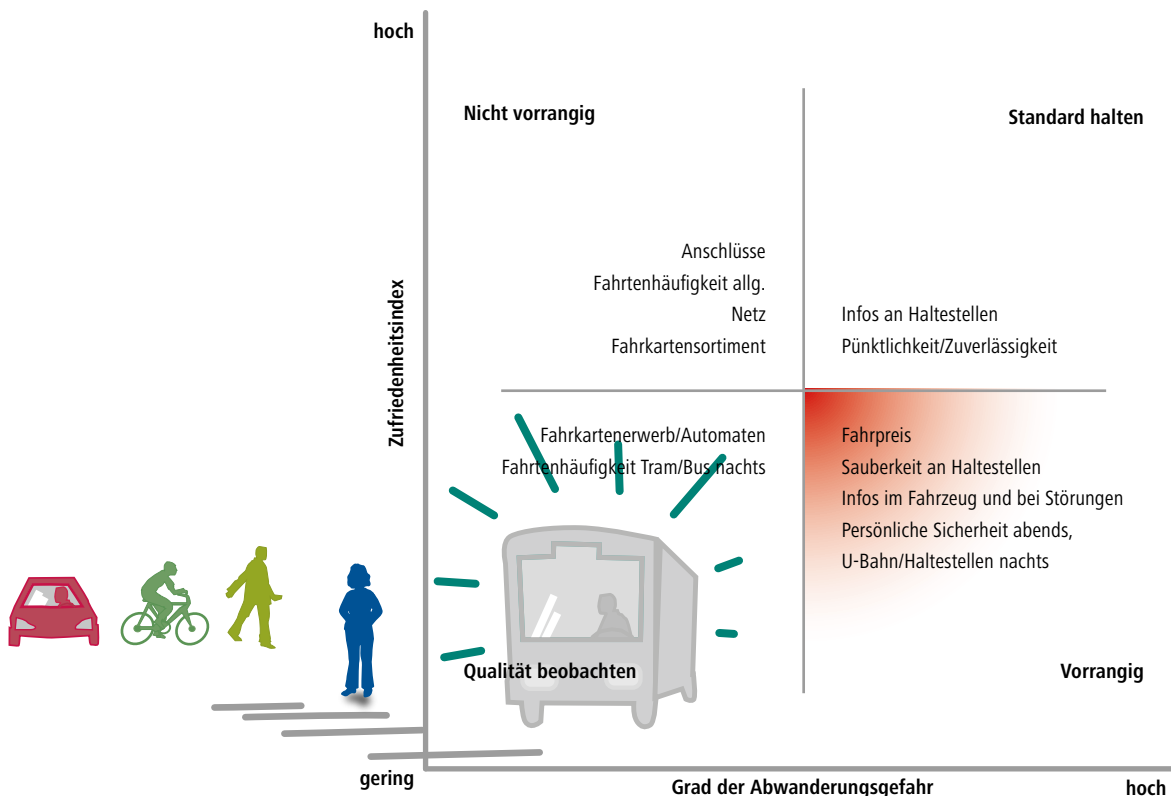 hoch
Nicht vorrangig
Standard halten
Zufriedenheitsindex
Anschlüsse
Fahrtenhäufigkeit allg.
Netz
Fahrkartensortiment
Infos an Haltestellen
Pünktlichkeit/Zuverlässigkeit
Fahrkartenerwerb/Automaten
Fahrtenhäufigkeit Tram/Bus nachts
Fahrpreis
Sauberkeit an Haltestellen
Infos im Fahrzeug und bei Störungen
Persönliche Sicherheit abends,
U-Bahn/Haltestellen nachts
Qualität beobachten
Vorrangig
gering
Grad der Abwanderungsgefahr
hoch